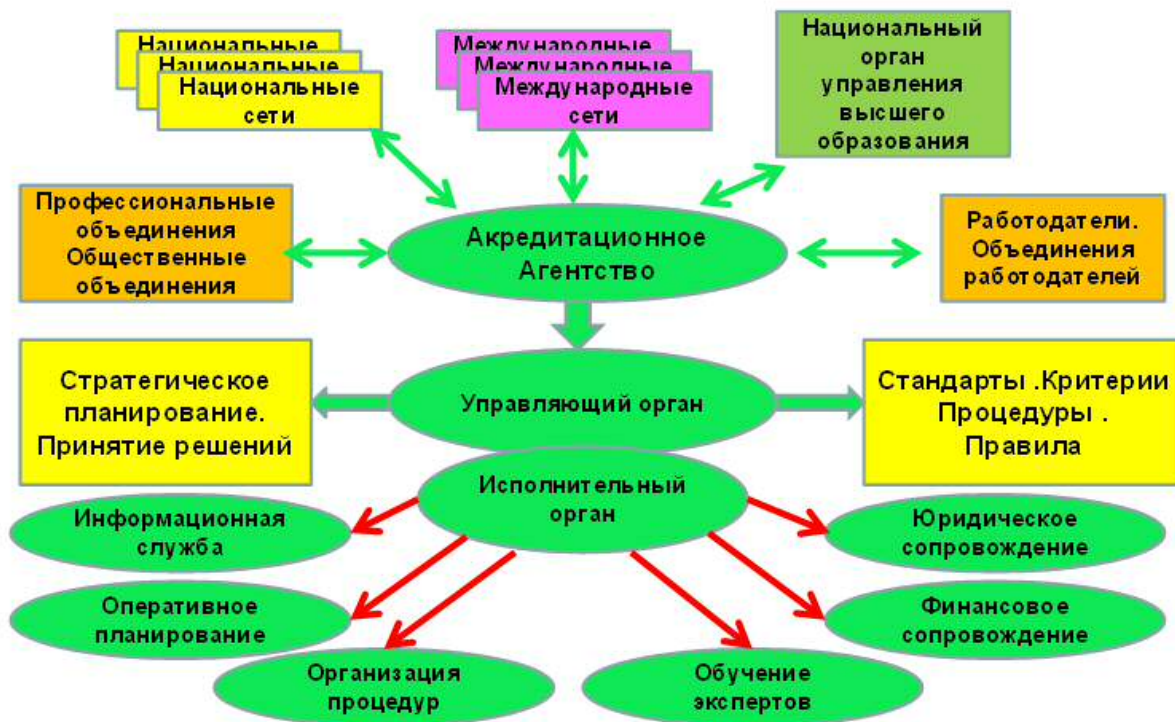 Национальные
Национальные
Национальные
сети
Международные
Международные
Международные
сети
Национальный
орган
управления
высшего
образования
Профессиональные
объединения
Общественные
объединения
Акредитационное
Агентство
Работодатели.
Объединения
работодателей
Стратегическое
планирование.
Принятие решений
Управляющий орган
Стандарты .Критерии
Процедуры .
Правила
Исполнительный
орган
Информационная
служба
Юридическое
сопровождение
Оперативное
планирование
Финансовое
сопровождение
Организация
процедур
Обучение
экспертов